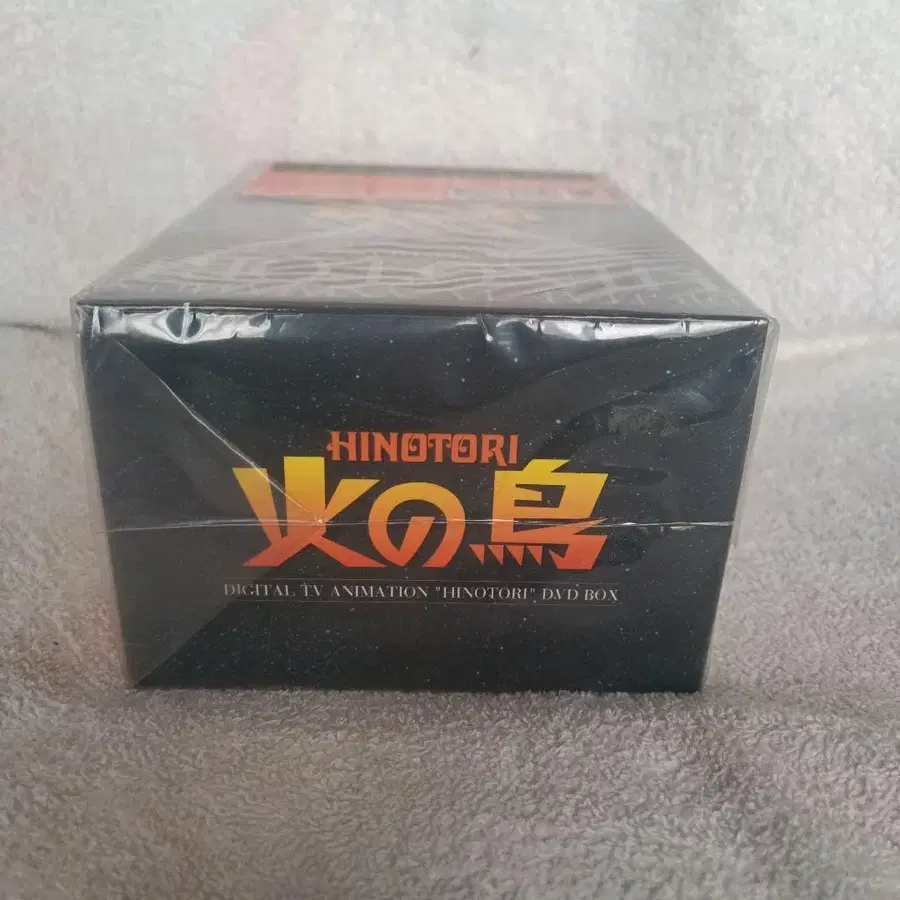 HINOTORI
火の鳥
DIGITAL TV ANIMATION "HINOTORI" DVD BOX